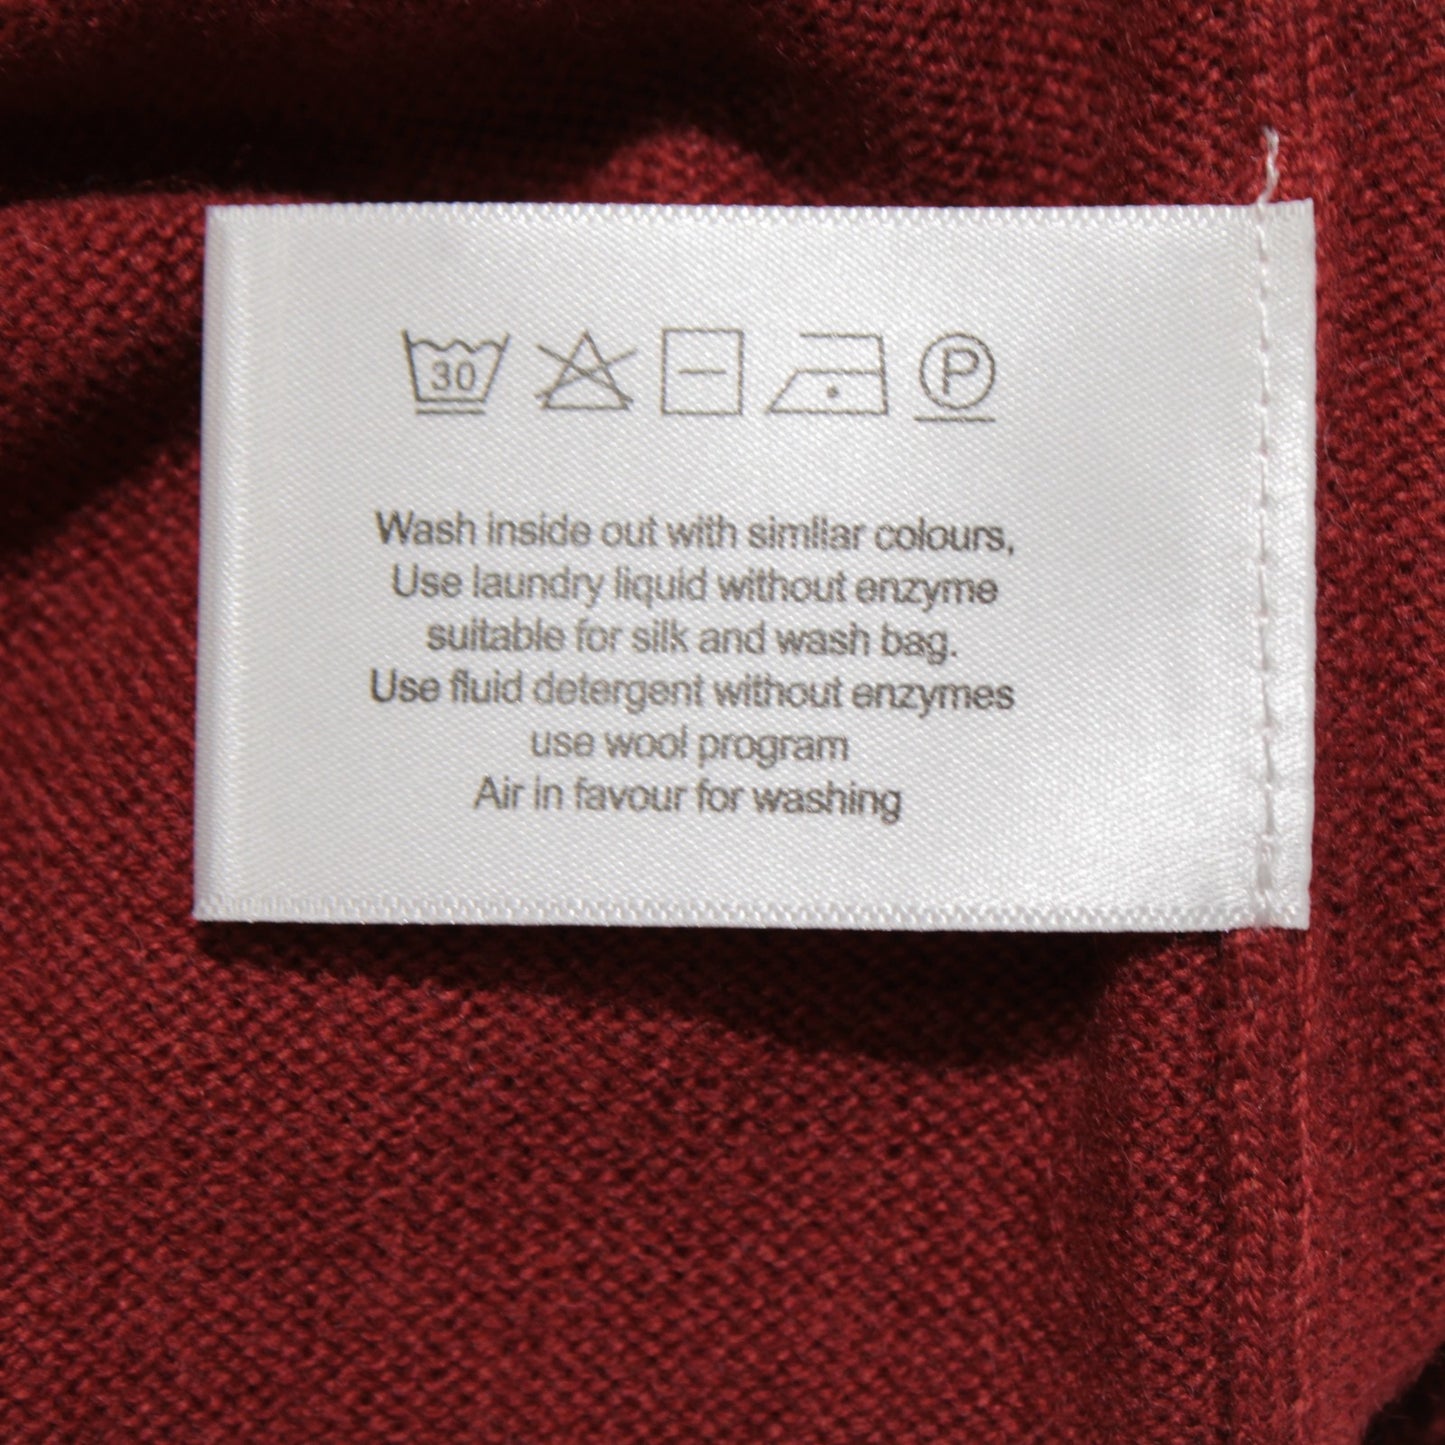 30 P
Wash inside out with similar colours,
Use laundry liquid without enzyme
suitable for silk and wash bag.
Use fluid detergent without enzymes
use wool program
Air in favour for washing